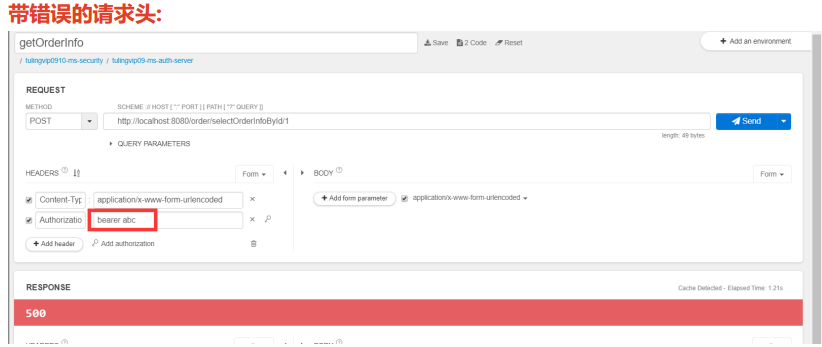 带错误的请求头:
getOrderInfo
Save 2 Code Reset
+ Add an environment
/ tulingvip0910-ms-security / tulingvip09-ms-auth-server
REQUEST
METHOD SCHEME :// HOST [ ":" PORT ] [ PATH [ "?" QUERY ]]
POST http://localhost:8080/order/selectOrderInfoById/1 Send
length: 49 bytes
QUERY PARAMETERS
HEADERS Form BODY Form
Content-Typ : application/x-www-form-urlencoded ×
+ Add form parameter application/x-www-form-urlencoded
Authorizatio : bearer abc ×
+ Add header Add authorization
RESPONSE Cache Detected - Elapsed Time: 1.21s
500